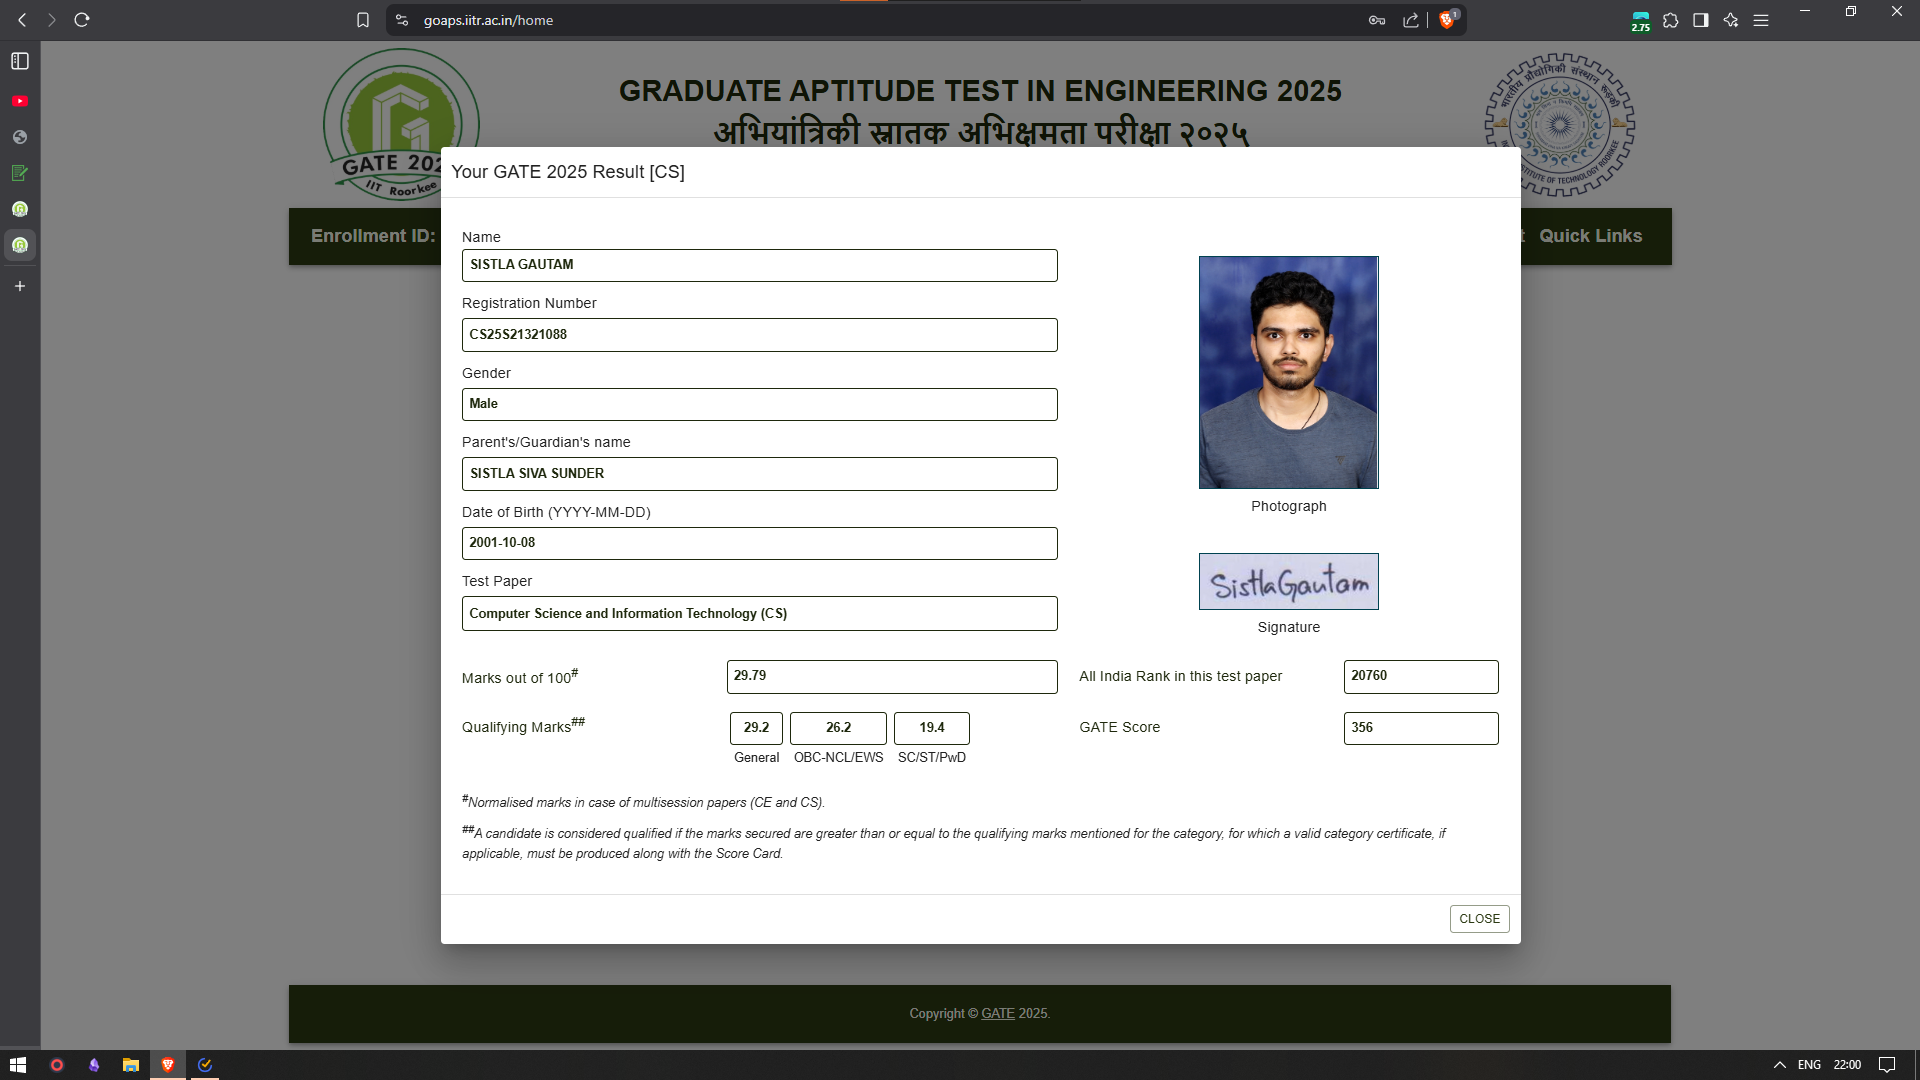 goaps.iitr.ac.in/home
1
2.75
GATE 202
IIT Roorkee
GRADUATE APTITUDE TEST IN ENGINEERING 2025
अभियांत्रिकी स्नातक अभिक्षमता परीक्षा २०२५
भारतीय प्रौद्योगिकी संस्थान रूड़की
INSTITUTE OF TECHNOLOGY ROORKEE
Enrollment ID:
t Quick Links
Your GATE 2025 Result [CS]
Name
SISTLA GAUTAM
Registration Number
CS25S21321088
Gender
Male
Parent's/Guardian's name
SISTLA SIVA SUNDER
Date of Birth (YYYY-MM-DD)
2001-10-08
Test Paper
Computer Science and Information Technology (CS)
Photograph
SistlaGautam
Signature
Marks out of 100#
29.79
All India Rank in this test paper
20760
Qualifying Marks##
29.2 26.2 19.4
General OBC-NCL/EWS SC/ST/PwD
GATE Score
356
#Normalised marks in case of multisession papers (CE and CS).
##A candidate is considered qualified if the marks secured are greater than or equal to the qualifying marks mentioned for the category, for which a valid category certificate, if
applicable, must be produced along with the Score Card.
CLOSE
Copyright © GATE 2025.
ENG 22:00